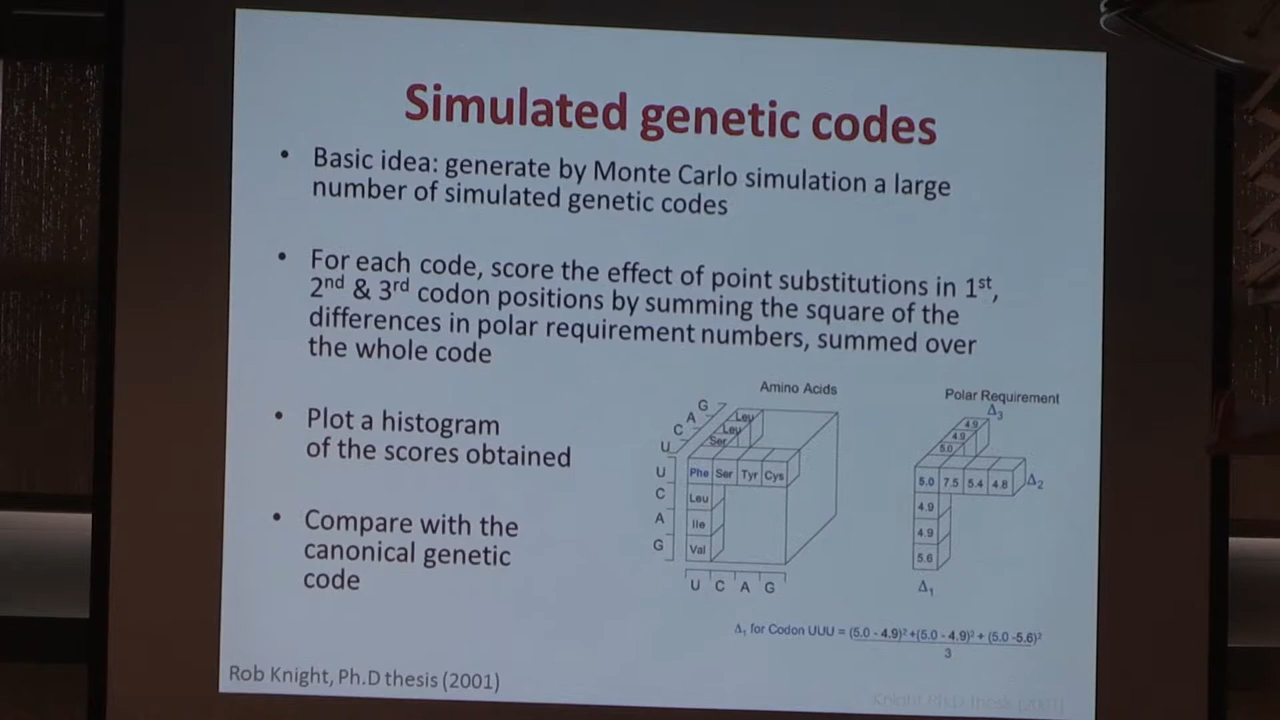 Simulated genetic codes
• Basic idea: generate by Monte Carlo simulation a large
number of simulated genetic codes
• For each code, score the effect of point substitutions in 1st,
2nd & 3rd codon positions by summing the square of the
differences in polar requirement numbers, summed over
the whole code
• Plot a histogram
of the scores obtained
• Compare with the
canonical genetic
code
Amino Acids
G
A
C
U
Leu
Leu
Ser
U
C
A
G
Phe Ser Tyr Cys
Leu
Ile
Val
U C A G
Polar Requirement
Δ3
4.9
4.9
5.0
5.0 7.5 5.4 4.8 Δ2
4.9
4.9
5.6
Δ1
Δ1 for Codon UUU = (5.0 - 4.9)² +(5.0 - 4.9)² + (5.0 -5.6)²
3
Rob Knight, Ph.D thesis (2001)
Knight Ph.D thesis (2001)